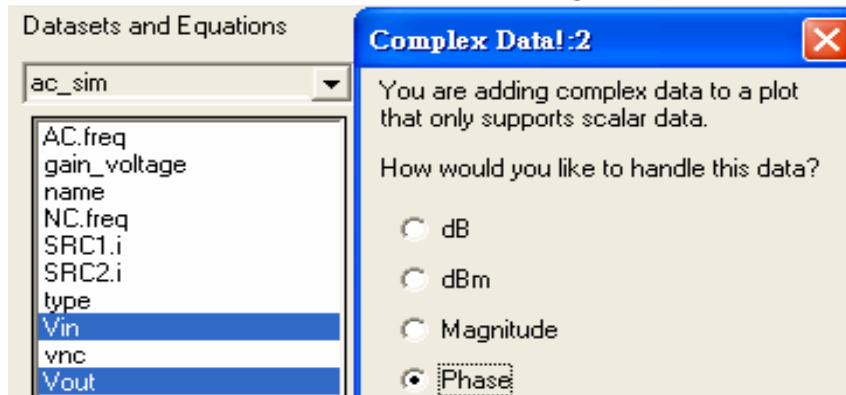 Datasets and Equations
ac_sim
AC.freq
gain_voltage
name
NC.freq
SRC1.i
SRC2.i
type
Vin
vnc
Vout
Complex Data!:2
You are adding complex data to a plot
that only supports scalar data.
How would you like to handle this data?
dB
dBm
Magnitude
Phase